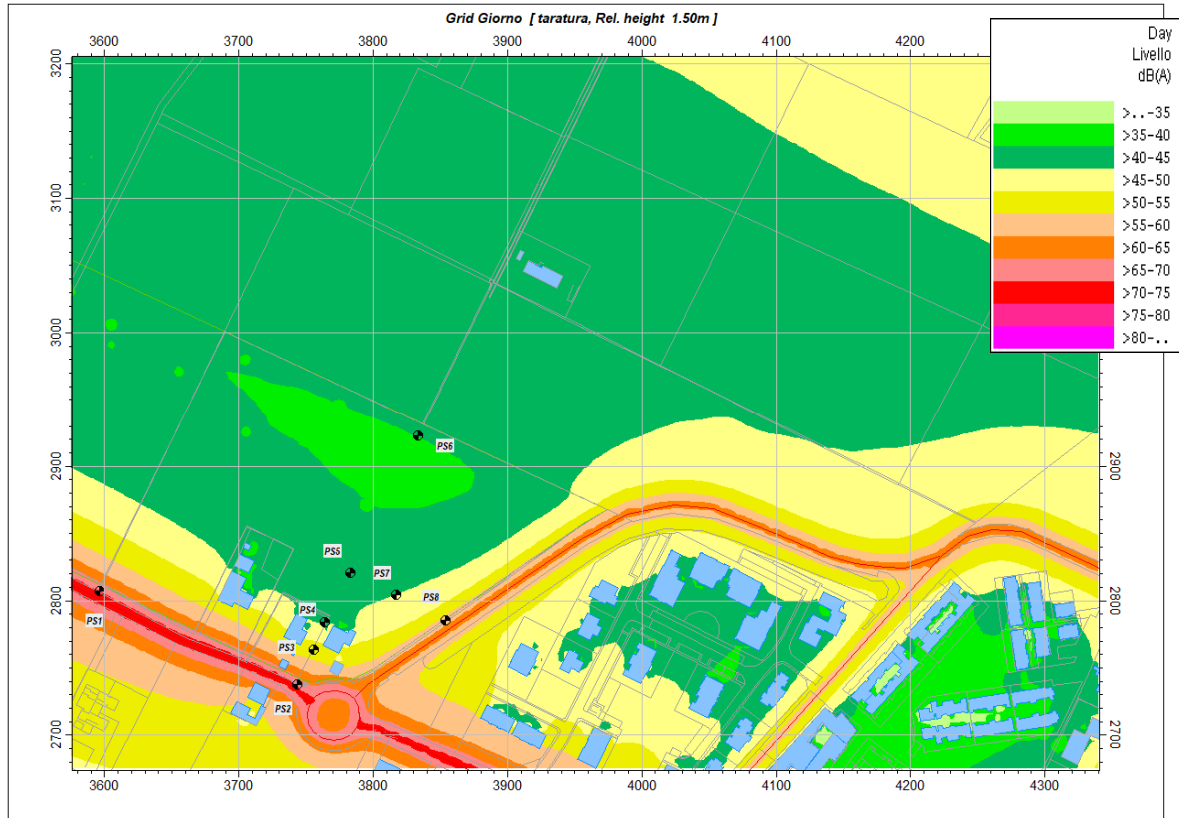 Grid Giorno [ taratura, Rel. height 1.50m ]
3600 3700 3800 3900 4000 4100 4200
Day
Livello
dB(A)
>..-35
>35-40
>40-45
>45-50
>50-55
>55-60
>60-65
>65-70
>70-75
>75-80
>80-..
3200
3100
3000
2900 2900
2800 2800
2700 2700
PS6
PS5
PS7
PS8
PS4
PS1
PS3
PS2
3600 3700 3800 3900 4000 4100 4200 4300